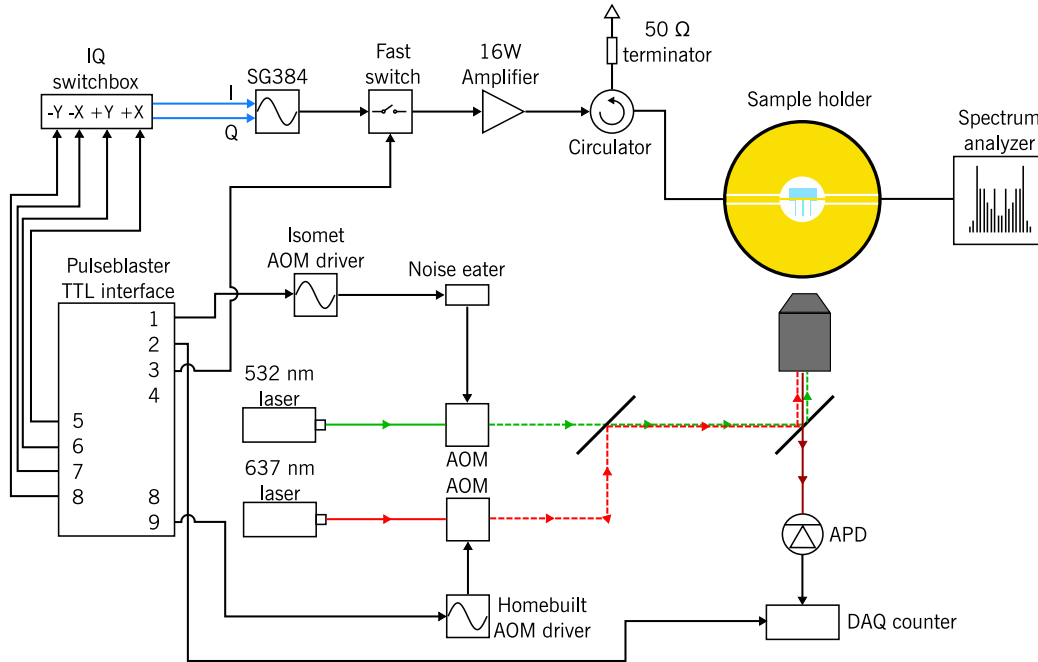 50 Ω
terminator
IQ
switchbox
-Y -X +Y +X
I
Q
SG384
Fast
switch
16W
Amplifier
Circulator
Sample holder
Spectrum
analyzer
Isomet
AOM driver
Noise eater
Pulseblaster
TTL interface
1
2
3
4
5
6
7
8
8
9
532 nm
laser
AOM
637 nm
laser
AOM
Homebuilt
AOM driver
APD
DAQ counter